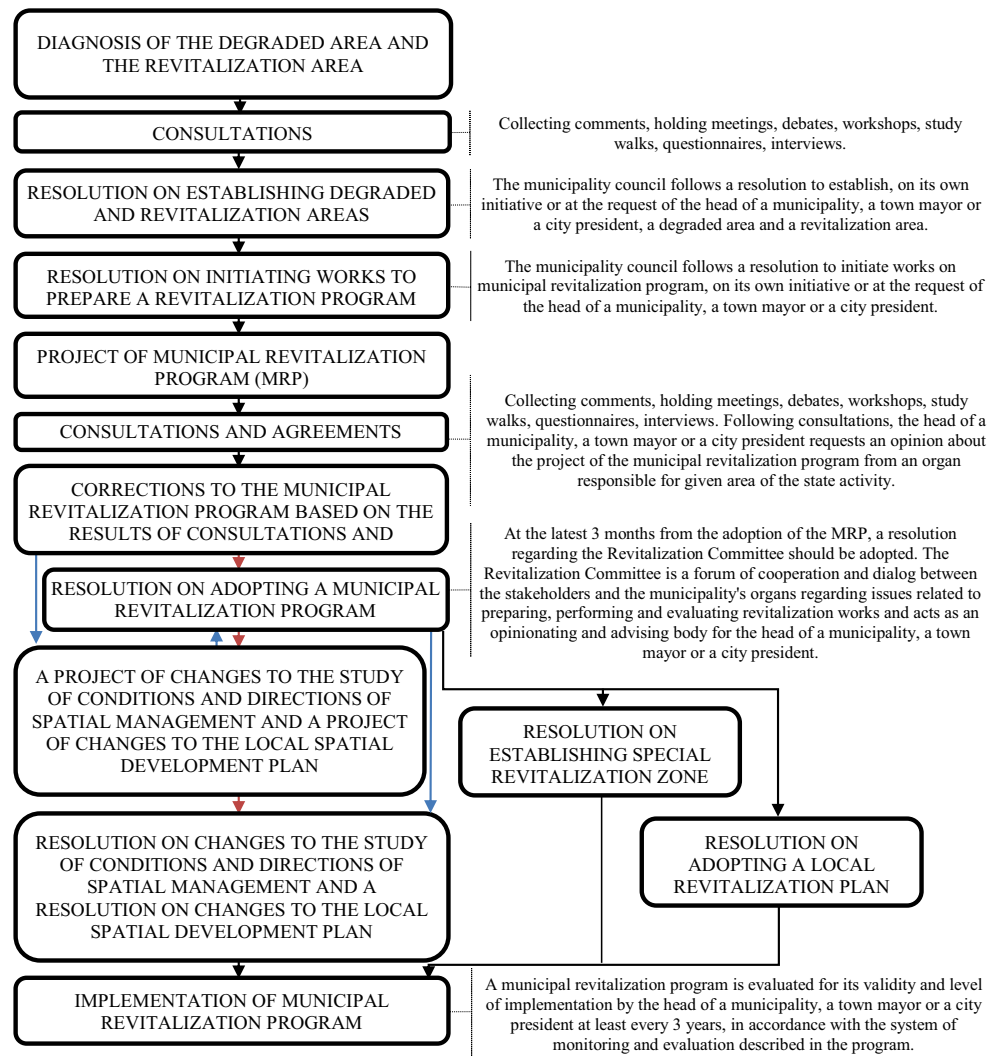 DIAGNOSIS OF THE DEGRADED AREA AND
THE REVITALIZATION AREA
CONSULTATIONS
Collecting comments, holding meetings, debates, workshops, study
walks, questionnaires, interviews.
RESOLUTION ON ESTABLISHING DEGRADED
AND REVITALIZATION AREAS
The municipality council follows a resolution to establish, on its own
initiative or at the request of the head of a municipality, a town mayor or
a city president, a degraded area and a revitalization area.
RESOLUTION ON INITIATING WORKS TO
PREPARE A REVITALIZATION PROGRAM
The municipality council follows a resolution to initiate works on
municipal revitalization program, on its own initiative or at the request of
the head of a municipality, a town mayor or a city president.
PROJECT OF MUNICIPAL REVITALIZATION
PROGRAM (MRP)
CONSULTATIONS AND AGREEMENTS
Collecting comments, holding meetings, debates, workshops, study
walks, questionnaires, interviews. Following consultations, the head of a
municipality, a town mayor or a city president requests an opinion about
the project of the municipal revitalization program from an organ
responsible for given area of the state activity.
CORRECTIONS TO THE MUNICIPAL
REVITALIZATION PROGRAM BASED ON THE
RESULTS OF CONSULTATIONS AND
RESOLUTION ON ADOPTING A MUNICIPAL
REVITALIZATION PROGRAM
At the latest 3 months from the adoption of the MRP, a resolution
regarding the Revitalization Committee should be adopted. The
Revitalization Committee is a forum of cooperation and dialog between
the stakeholders and the municipality's organs regarding issues related to
preparing, performing and evaluating revitalization works and acts as an
opinionating and advising body for the head of a municipality, a town
mayor or a city president.
A PROJECT OF CHANGES TO THE STUDY
OF CONDITIONS AND DIRECTIONS OF
SPATIAL MANAGEMENT AND A PROJECT
OF CHANGES TO THE LOCAL SPATIAL
DEVELOPMENT PLAN
RESOLUTION ON
ESTABLISHING SPECIAL
REVITALIZATION ZONE
RESOLUTION ON CHANGES TO THE STUDY
OF CONDITIONS AND DIRECTIONS OF
SPATIAL MANAGEMENT AND A
RESOLUTION ON CHANGES TO THE LOCAL
SPATIAL DEVELOPMENT PLAN
RESOLUTION ON
ADOPTING A LOCAL
REVITALIZATION PLAN
IMPLEMENTATION OF MUNICIPAL
REVITALIZATION PROGRAM
A municipal revitalization program is evaluated for its validity and level
of implementation by the head of a municipality, a town mayor or a city
president at least every 3 years, in accordance with the system of
monitoring and evaluation described in the program.